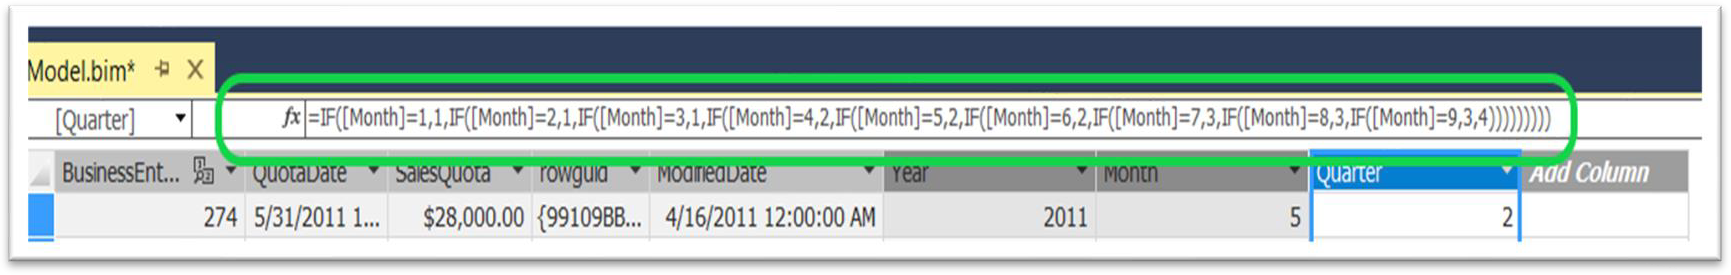 Model.bim*
[Quarter] fx =IF([Month]=1,1,IF([Month]=2,1,IF([Month]=3,1,IF([Month]=4,2,IF([Month]=5,2,IF([Month]=6,2,IF([Month]=7,3,IF([Month]=8,3,IF([Month]=9,3,4)))))))))
BusinessEnt... QuotaDate SalesQuota rowguid ModifiedDate Year Month Quarter Add Column
274 5/31/2011 1... $28,000.00 {99109BB... 4/16/2011 12:00:00 AM 2011 5 2